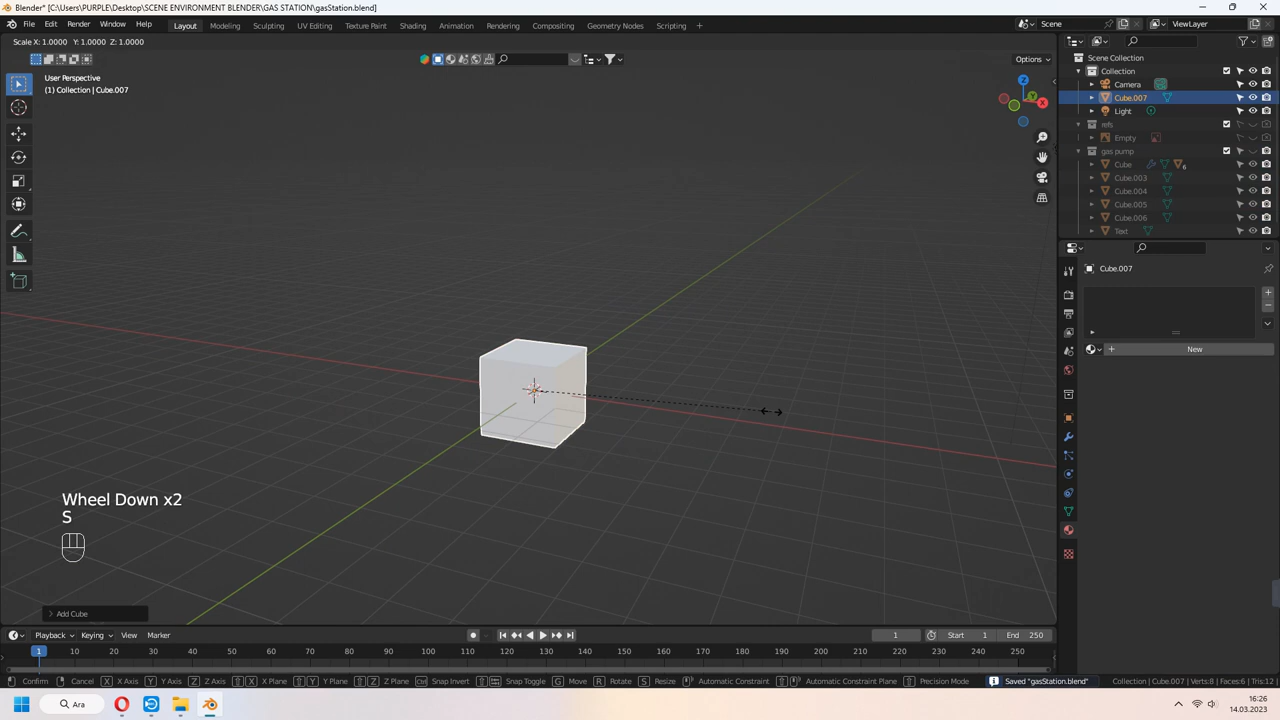 Blender* [C:\Users\PURPLE\Desktop\SCENE ENVIRONMENT BLENDER\GAS STATION\gasStation.blend]
File Edit Render Window Help Layout Modeling Sculpting UV Editing Texture Paint Shading Animation Rendering Compositing Geometry Nodes Scripting + Scene ViewLayer
Scale X: 1.0000 Y: 1.0000 Z: 1.0000
Options
User Perspective
(1) Collection | Cube.007
Z
Y
X
Scene Collection
Collection
Camera
Cube.007
Light
refs
Empty
gas pump
Cube 6
Cube.003
Cube.004
Cube.005
Cube.006
Text
Cube.007
New
Wheel Down x2
S
Add Cube
Playback Keying View Marker 1 Start 1 End 250
1 10 20 30 40 50 60 70 80 90 100 110 120 130 140 150 160 170 180 190 200 210 220 230 240 250
Confirm Cancel X X Axis Y Y Axis Z Z Axis X X Plane Y Y Plane Z Z Plane Ctrl Snap Invert Snap Toggle G Move R Rotate S Resize Automatic Constraint Automatic Constraint Plane Precision Mode Saved "gasStation.blend" Collection | Cube.007 | Verts:8 | Faces:6 | Tris:12
Ara
16:26
14.03.2023